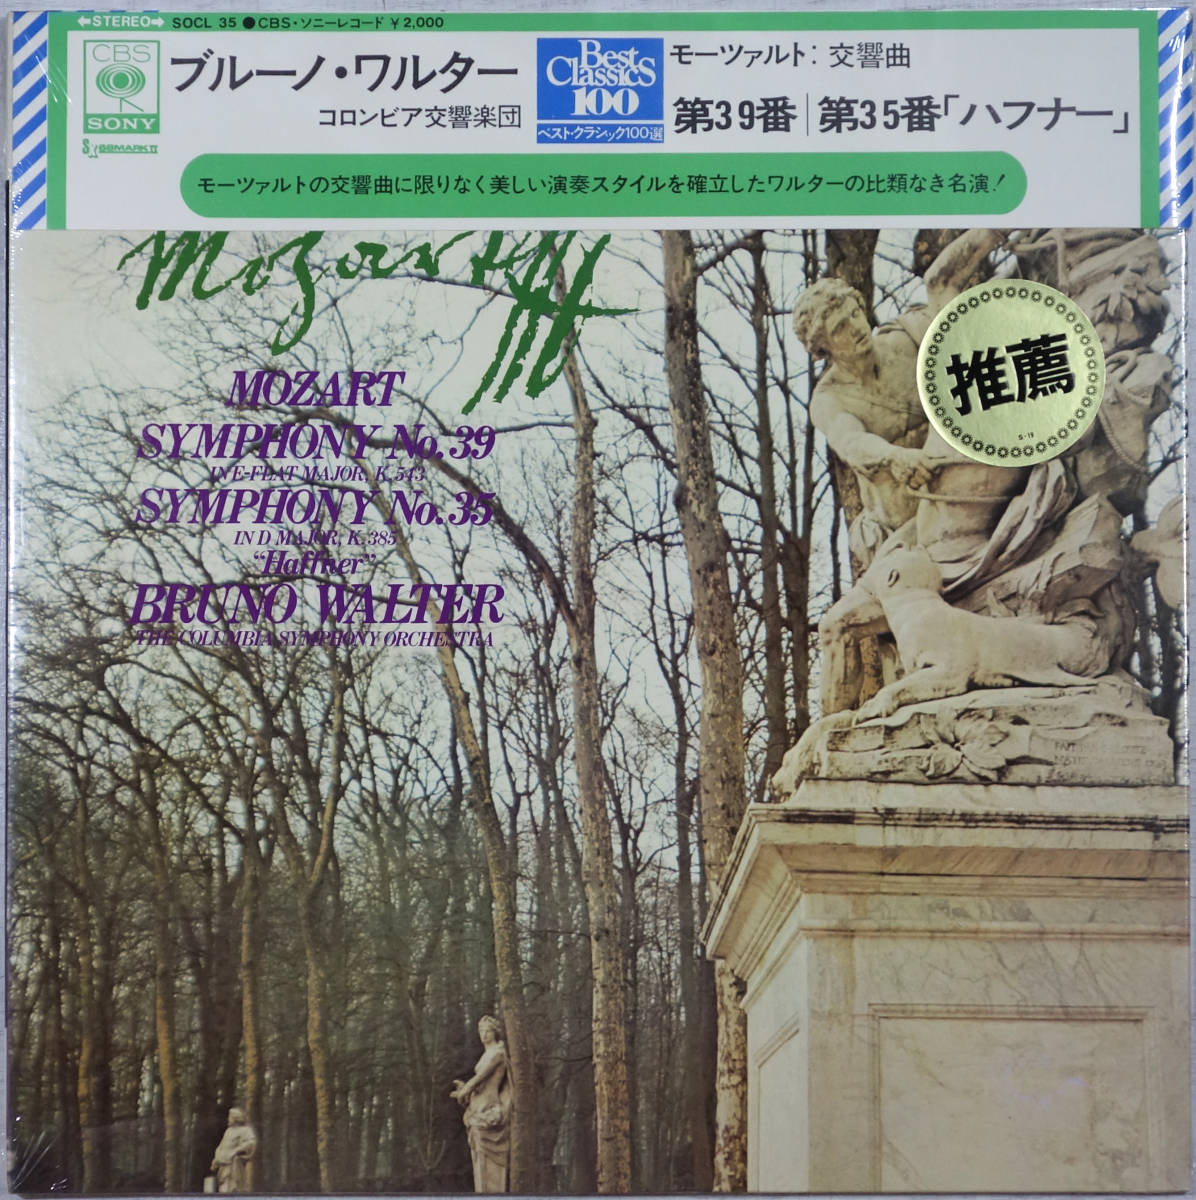 STEREO SOCL 35 ●CBS・ソニーレコード ¥2,000
CBS
SONY
SX68MARKⅡ
ブルーノ・ワルター
コロンビア交響楽団
Best
Classics
100
ベスト・クラシック100選
モーツァルト: 交響曲
第39番|第35番「ハフナー」
モーツァルトの交響曲に限りなく美しい演奏スタイルを確立したワルターの比類なき名演!
Mozart
推薦
S-19
MOZART
SYMPHONY No.39
IN E-FLAT MAJOR, K.543
SYMPHONY No.35
IN D MAJOR, K.385
"Haffner"
BRUNO WALTER
THE COLUMBIA SYMPHONY ORCHESTRA